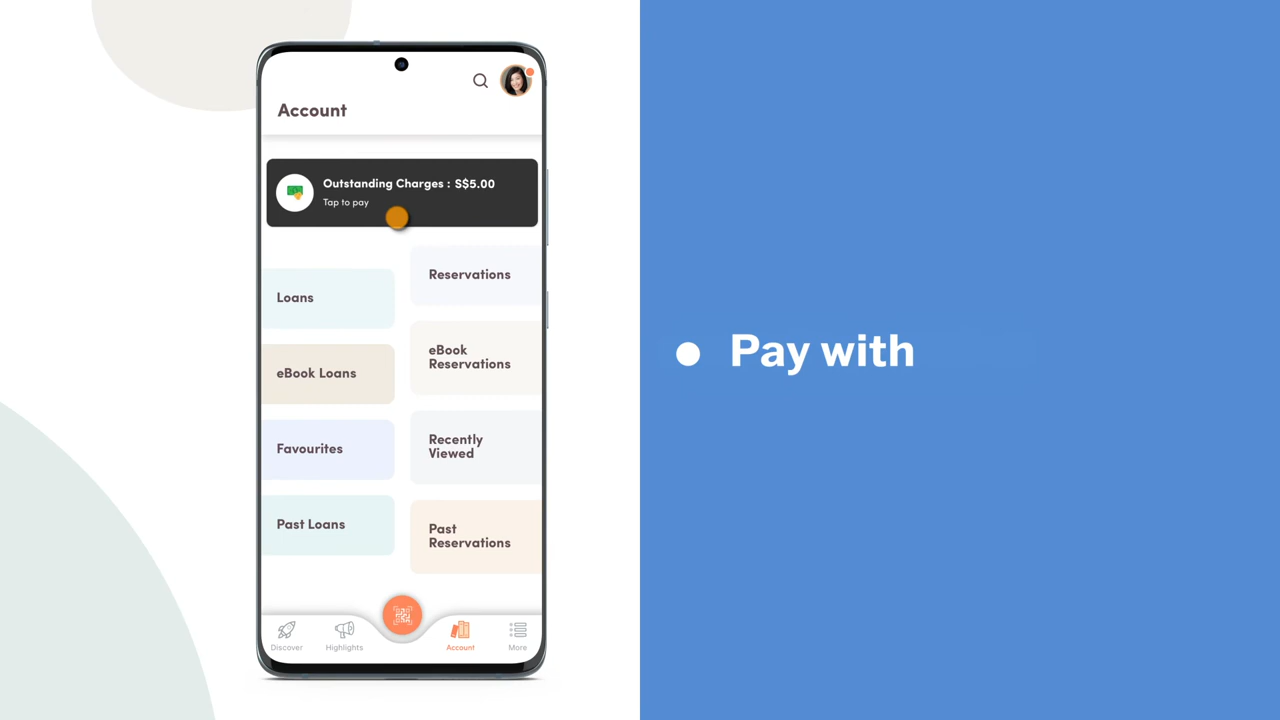 Account
Outstanding Charges : S$5.00
Tap to pay
Loans
eBook Loans
Favourites
Past Loans
Reservations
eBook
Reservations
Recently
Viewed
Past
Reservations
Discover
Highlights
Account
More
● Pay with